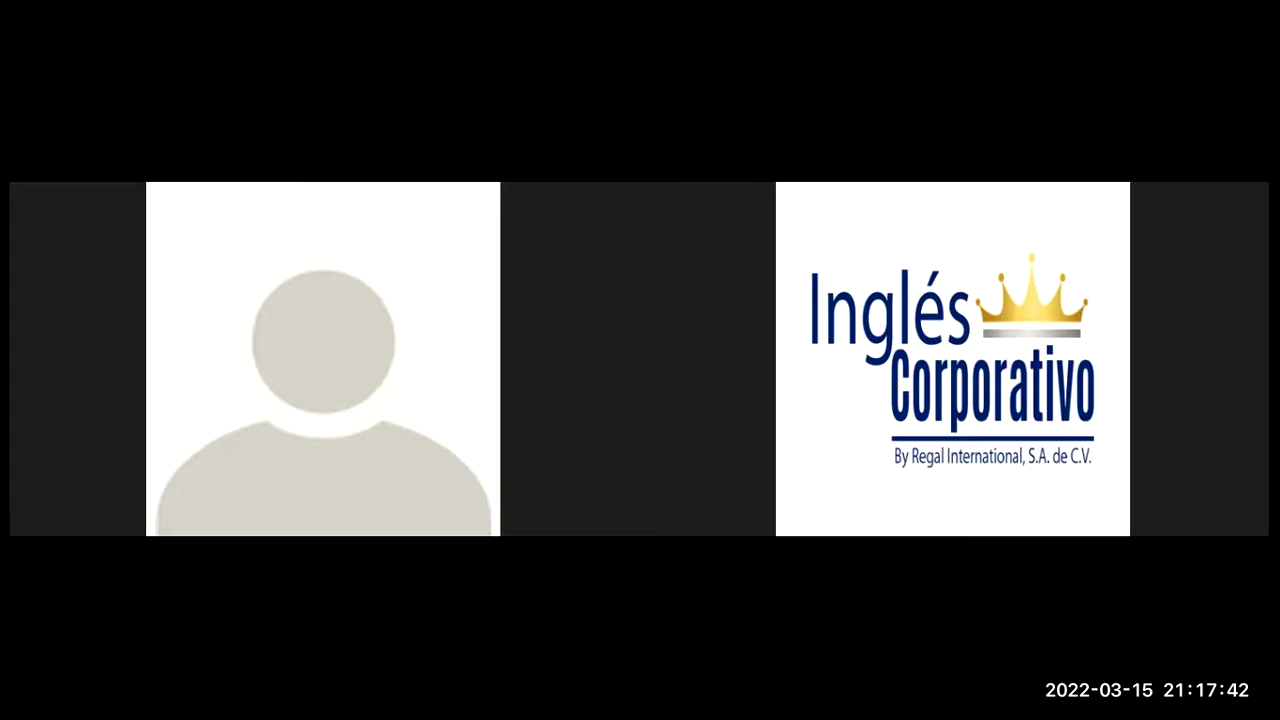 Inglés
Corporativo
By Regal International, S.A. de C.V.
2022-03-15 21:17:42